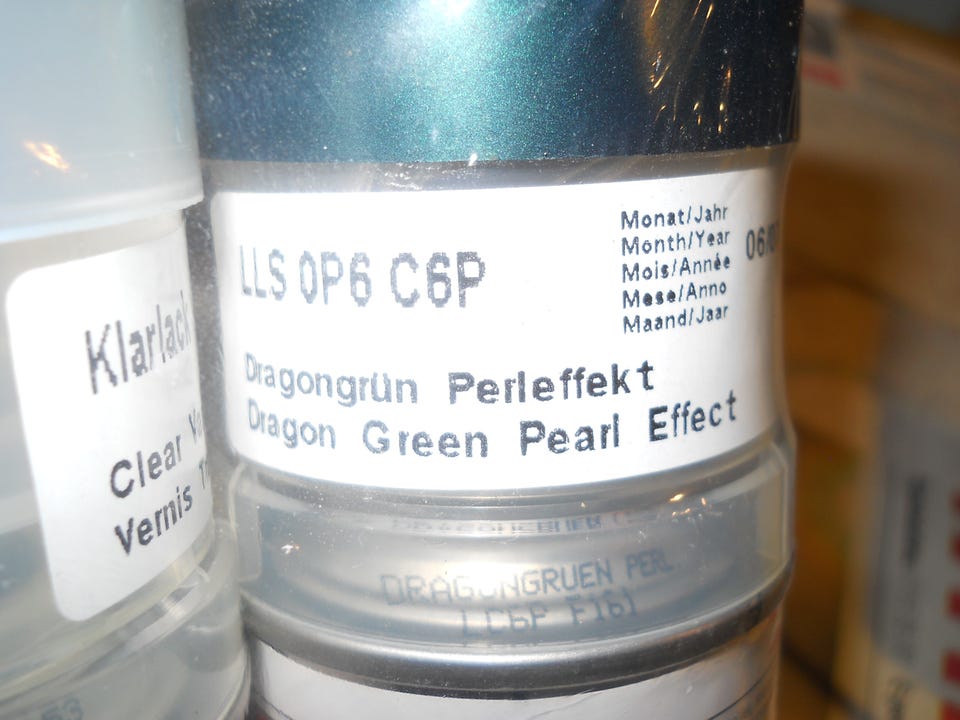 Klarlack
Clear
Vernis
LLS 0P6 C6P
Monat/Jahr
Month/Year
Mois/Année
Mese/Anno
Maand/Jaar
Dragongrün Perleffekt
Dragon Green Pearl Effect
DRAGONGRUEN PERL
LC6P F16)